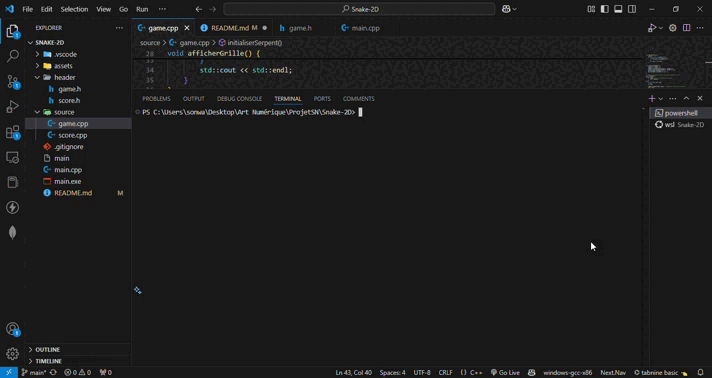 File Edit Selection View Go Run ··· Snake-2D
EXPLORER ···
game.cpp README.md M game.h main.cpp
SNAKE-2D
source > game.cpp > initialiserSerpent()
.vscode
28 void afficherGrille() {
assets
33 }
header
34 std::cout << std::endl;
game.h
35 }
score.h
source
PROBLEMS OUTPUT DEBUG CONSOLE TERMINAL PORTS COMMENTS
game.cpp
PS C:\Users\sonwa\Desktop\Art Numérique\ProjetSN\Snake-2D>
powershell
score.cpp
wsl Snake-2D
.gitignore
main
main.cpp
main.exe
README.md M
OUTLINE
TIMELINE
main* 0 0 0 Ln 43, Col 40 Spaces: 4 UTF-8 CRLF {} C++ Go Live windows-gcc-x86 Next.Nav tabnine basic